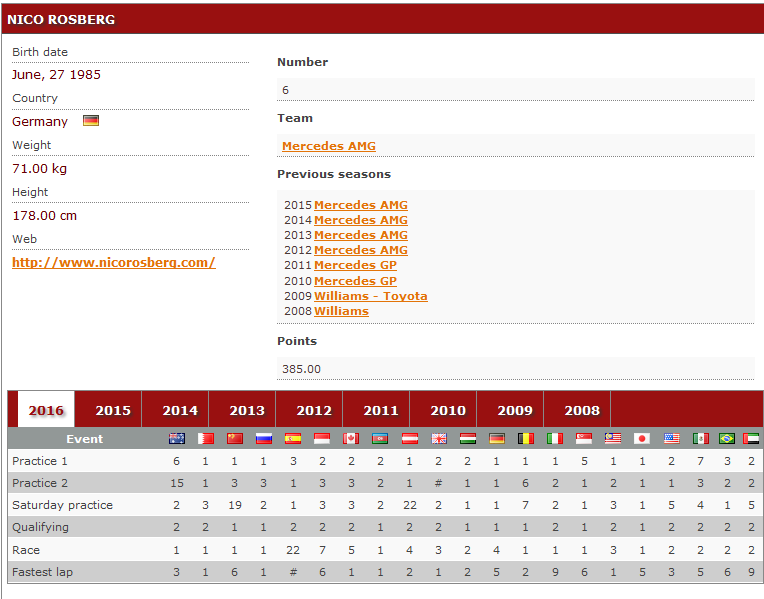 NICO ROSBERG
Birth date
June, 27 1985
Country
Germany
Weight
71.00 kg
Height
178.00 cm
Web
http://www.nicorosberg.com/
Number
6
Team
Mercedes AMG
Previous seasons
2015 Mercedes AMG
2014 Mercedes AMG
2013 Mercedes AMG
2012 Mercedes AMG
2011 Mercedes GP
2010 Mercedes GP
2009 Williams - Toyota
2008 Williams
Points
385.00
2016 2015 2014 2013 2012 2011 2010 2009 2008
Event
Practice 1 6 1 1 1 3 2 2 2 1 2 2 1 1 1 5 1 1 2 7 3 2
Practice 2 15 1 3 3 1 3 3 2 1 # 1 1 6 2 1 2 1 1 3 2 2
Saturday practice 2 3 19 2 1 3 3 2 22 2 1 1 7 2 1 3 1 5 4 1 5
Qualifying 2 2 1 1 2 2 2 1 2 2 1 1 1 2 1 2 1 2 2 2 2
Race 1 1 1 1 22 7 5 1 4 3 2 4 1 1 1 3 1 2 2 2 2
Fastest lap 3 1 6 1 # 6 1 1 2 1 2 5 2 9 6 1 5 3 5 6 9